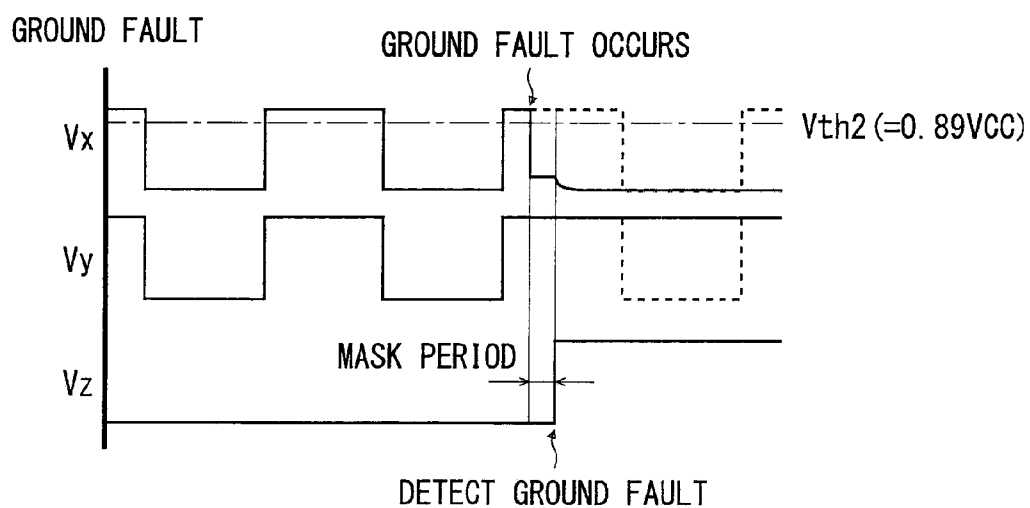 GROUND FAULT
GROUND FAULT OCCURS
Vx
Vth2(=0.89VCC)
Vy
MASK PERIOD
Vz
DETECT GROUND FAULT